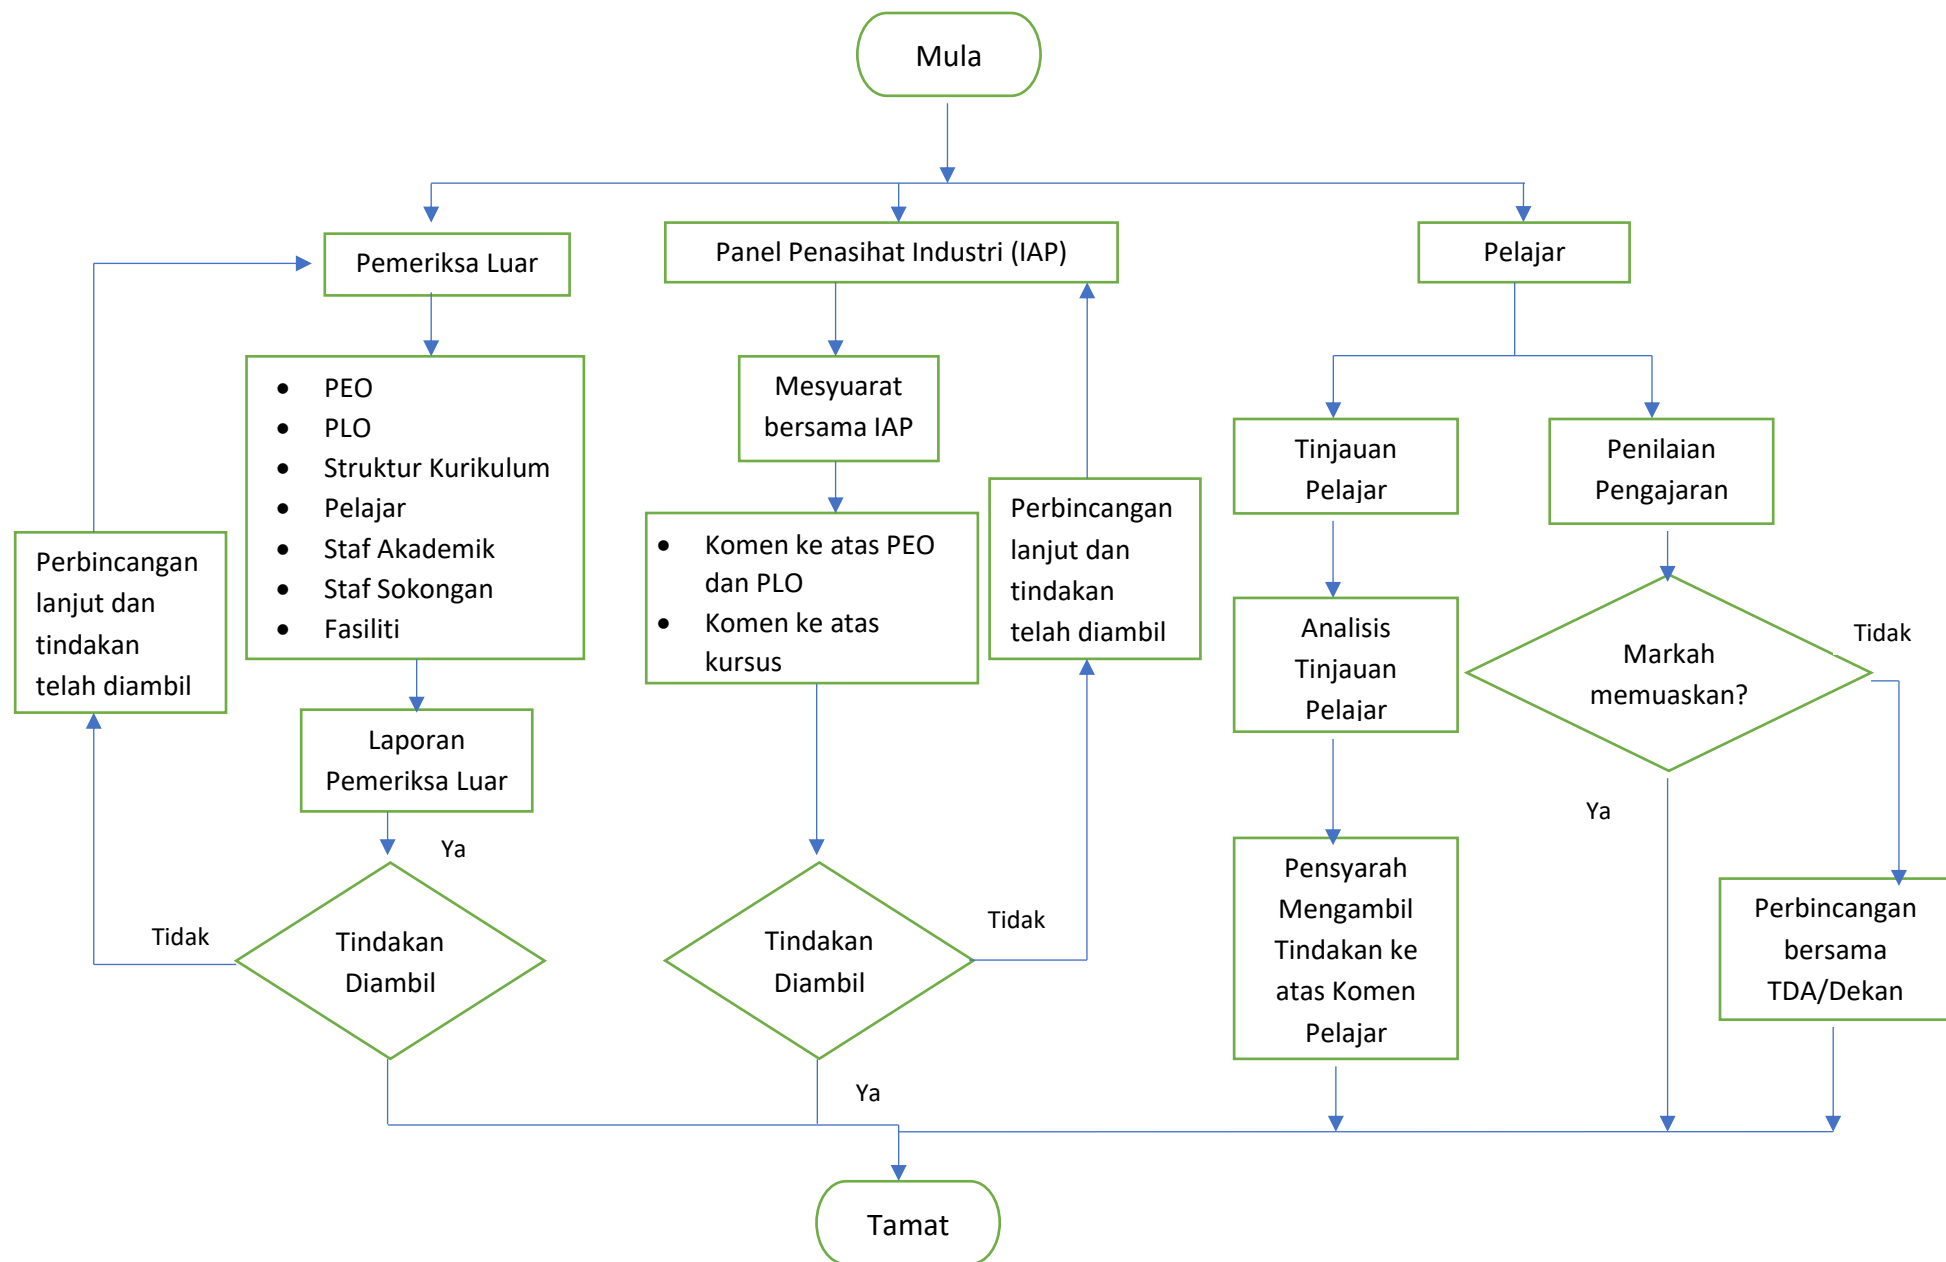 Mula
Pemeriksa Luar
Panel Penasihat Industri (IAP)
Pelajar
• PEO
• PLO
• Struktur Kurikulum
• Pelajar
• Staf Akademik
• Staf Sokongan
• Fasiliti
Perbincangan
lanjut dan
tindakan
telah diambil
Laporan
Pemeriksa Luar
Ya
Tidak
Tindakan
Diambil
Mesyuarat
bersama IAP
• Komen ke atas PEO
dan PLO
• Komen ke atas
kursus
Perbincangan
lanjut dan
tindakan
telah diambil
Tindakan
Diambil
Tidak
Ya
Tinjauan
Pelajar
Analisis
Tinjauan
Pelajar
Pensyarah
Mengambil
Tindakan ke
atas Komen
Pelajar
Penilaian
Pengajaran
Markah
memuaskan?
Tidak
Ya
Perbincangan
bersama
TDA/Dekan
Tamat